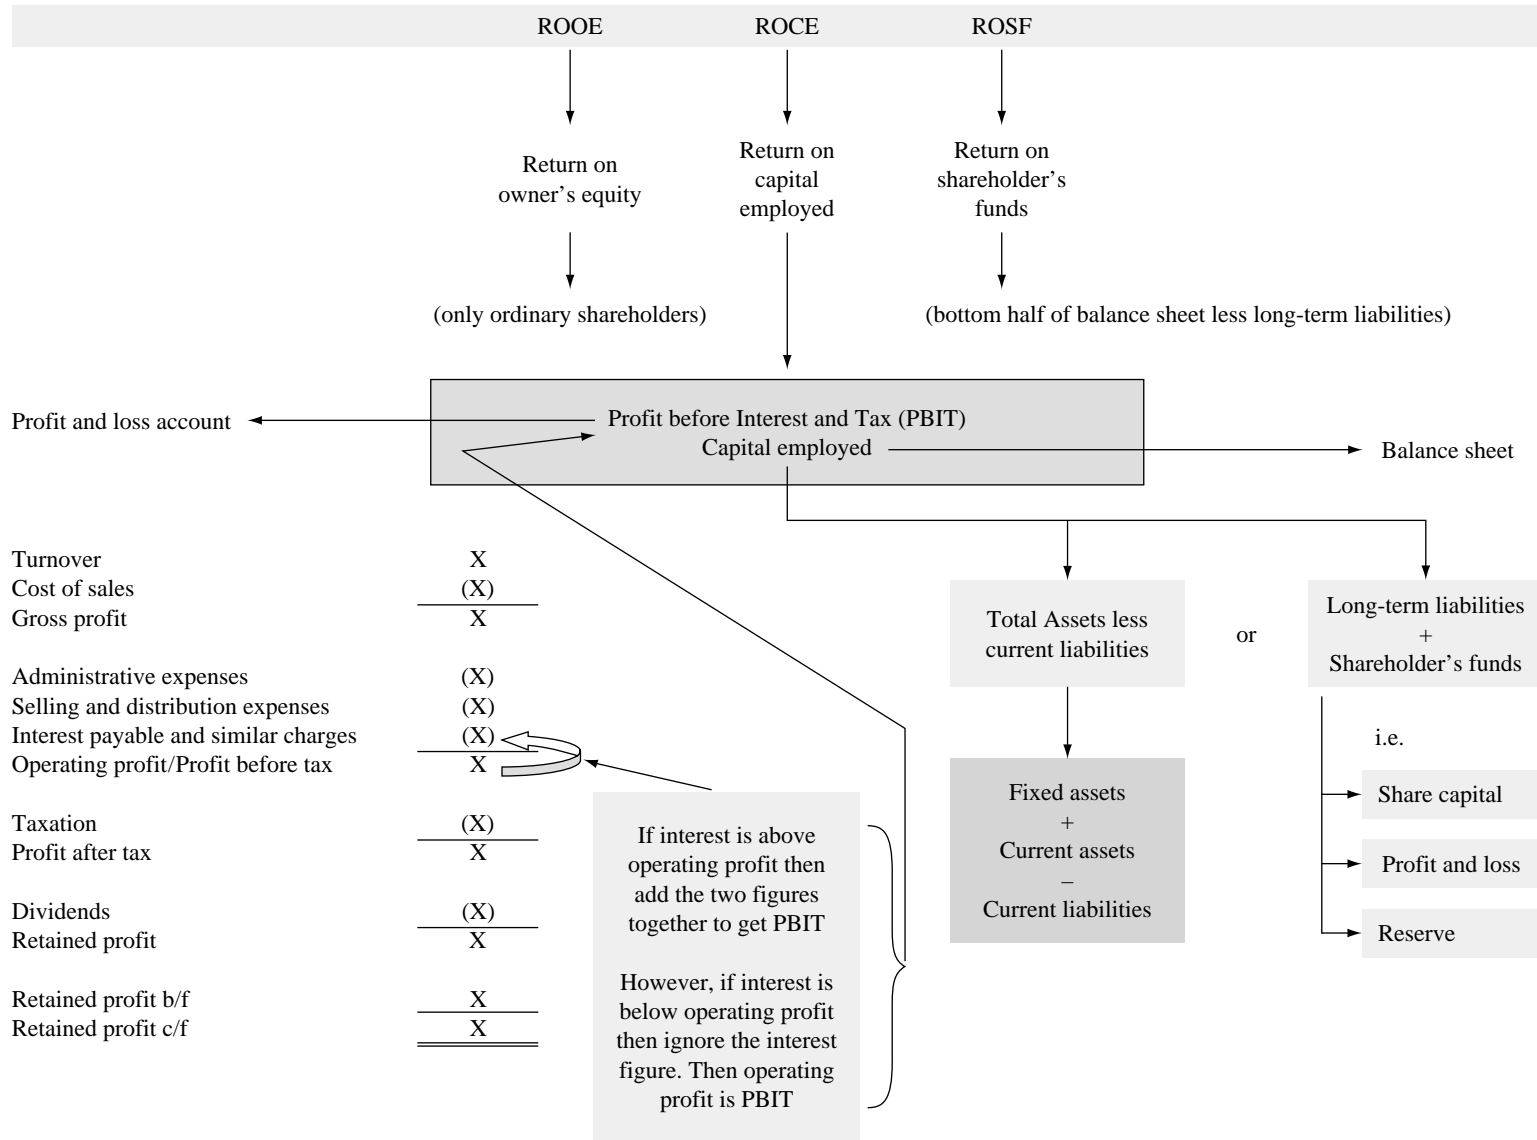 ROOE ROCE ROSF
Return on
owner’s equity
Return on
capital
employed
Return on
shareholder’s
funds
(only ordinary shareholders)
(bottom half of balance sheet less long-term liabilities)
Profit and loss account
Profit before Interest and Tax (PBIT)
Capital employed
Balance sheet
Turnover X
Cost of sales (X)
Gross profit X
Administrative expenses (X)
Selling and distribution expenses (X)
Interest payable and similar charges (X)
Operating profit/Profit before tax X
Taxation (X)
Profit after tax X
Dividends (X)
Retained profit X
Retained profit b/f X
Retained profit c/f X
If interest is above
operating profit then
add the two figures
together to get PBIT
However, if interest is
below operating profit
then ignore the interest
figure. Then operating
profit is PBIT
Total Assets less
current liabilities
or
Long-term liabilities
+
Shareholder’s funds
Fixed assets
+
Current assets
–
Current liabilities
i.e.
Share capital
Profit and loss
Reserve